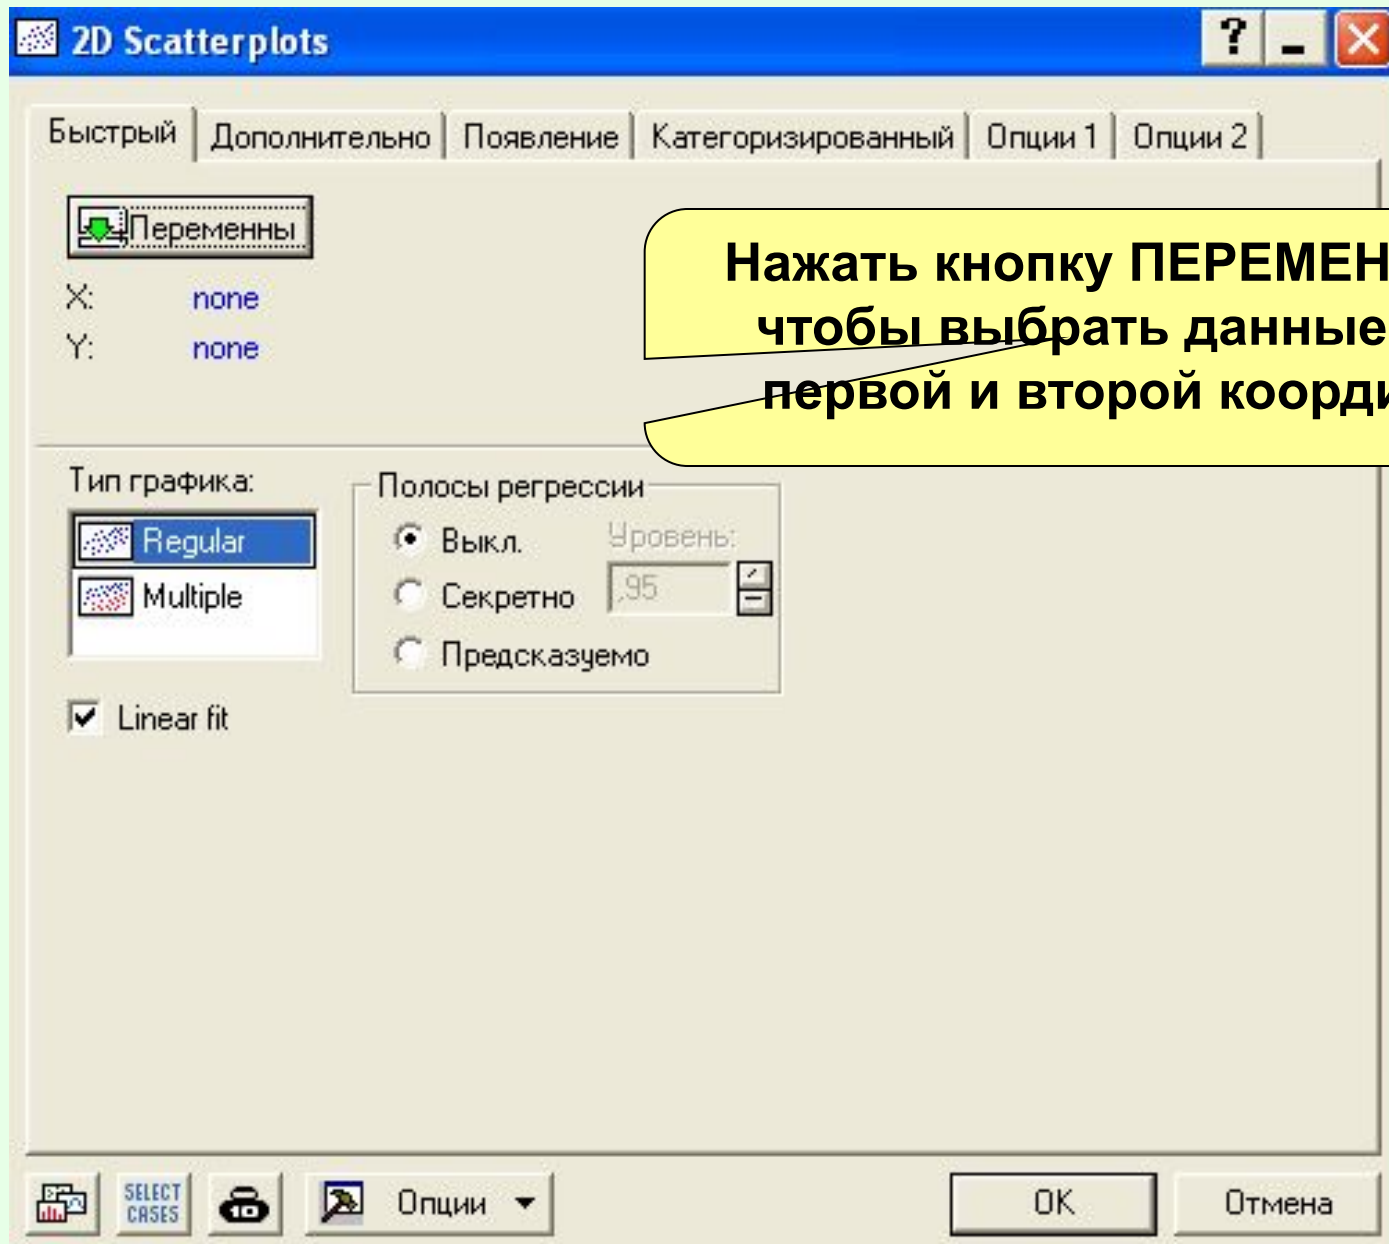 2D Scatterplots
Быстрый Дополнительно Появление Категоризированный Опции 1 Опции 2
Переменны
X: none
Y: none
Нажать кнопку ПЕРЕМЕН
чтобы выбрать данные
первой и второй коорди
Тип графика:
Regular
Multiple
Полосы регрессии
Выкл. Уровень:
Секретно ,95
Предсказуемо
Linear fit
SELECT CASES Опции OK Отмена